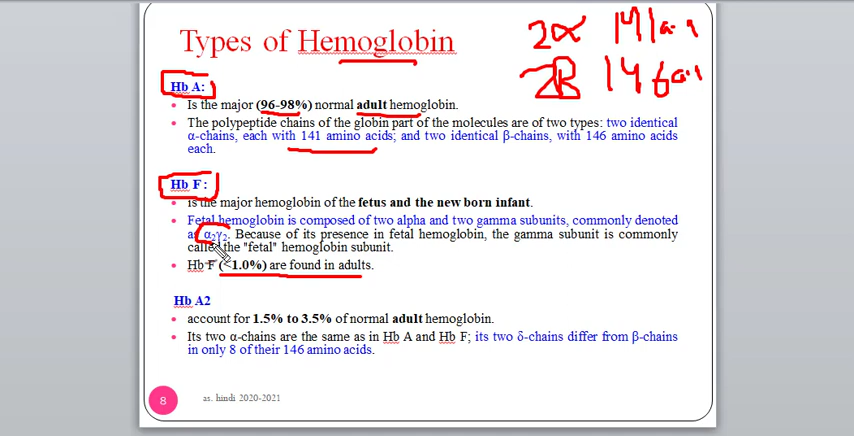 Types of Hemoglobin
2α 141 a.a
2B 146 a.a
Hb A:
Is the major (96-98%) normal adult hemoglobin.
The polypeptide chains of the globin part of the molecules are of two types: two identical
α-chains, each with 141 amino acids; and two identical β-chains, with 146 amino acids
each.
Hb F :
is the major hemoglobin of the fetus and the new born infant.
Fetal hemoglobin is composed of two alpha and two gamma subunits, commonly denoted
as α2γ2. Because of its presence in fetal hemoglobin, the gamma subunit is commonly
called the "fetal" hemoglobin subunit.
Hb F (<1.0%) are found in adults.
Hb A2
account for 1.5% to 3.5% of normal adult hemoglobin.
Its two α-chains are the same as in Hb A and Hb F; its two δ-chains differ from β-chains
in only 8 of their 146 amino acids.
8
as. hindi 2020-2021